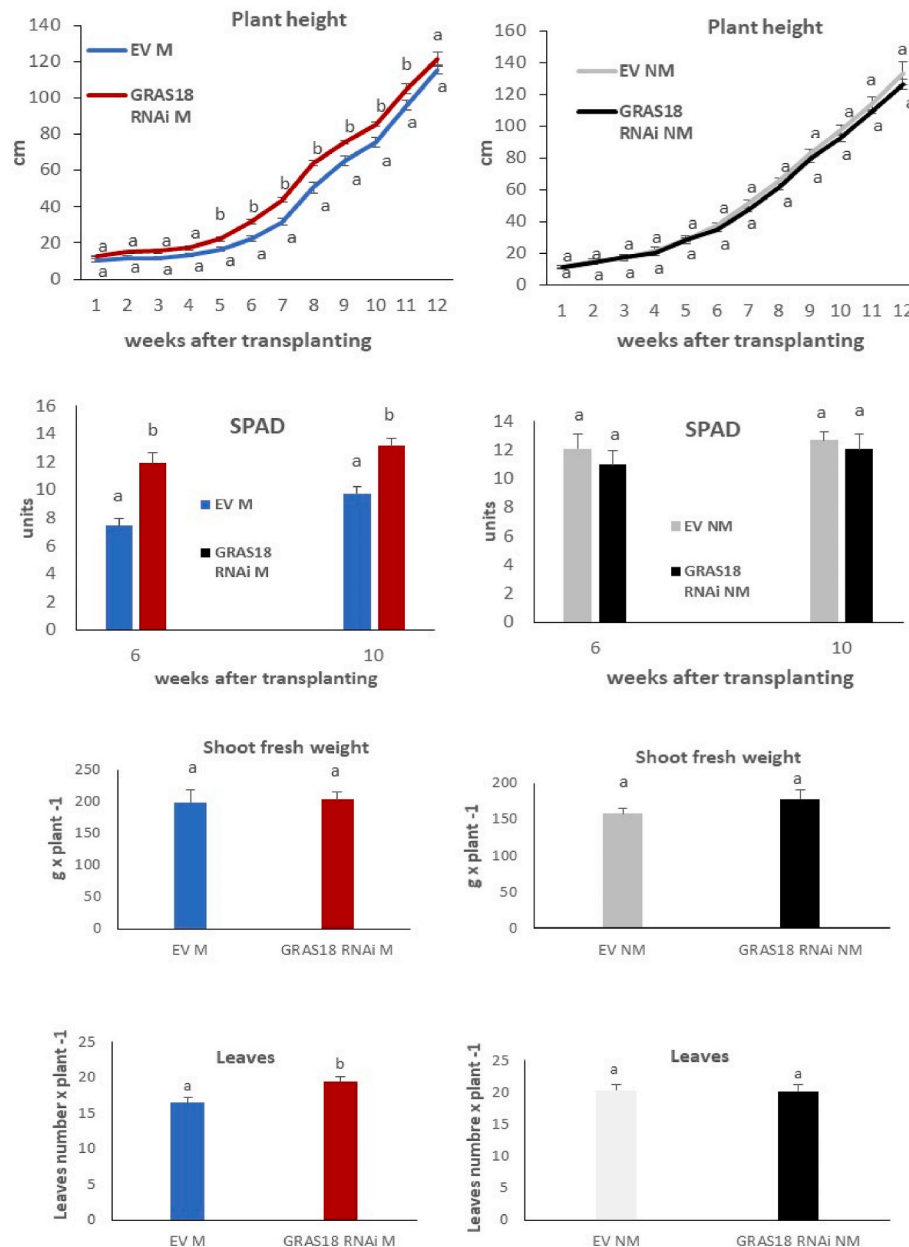 Plant height
140
120
100
80
60
40
20
0
cm
EV M
GRAS18
RNAi M
a a a a b b b b b b b a
a a a a a a a a a a a a
1 2 3 4 5 6 7 8 9 10 11 12
weeks after transplanting
Plant height
160
140
120
100
80
60
40
20
0
cm
EV NM
GRAS18
RNAi NM
a a a a a a a a a a a a
a a a a a a a a a a a a
1 2 3 4 5 6 7 8 9 10 11 12
weeks after transplanting
SPAD
16
14
12
10
8
6
4
2
0
units
a b a b
EV M
GRAS18
RNAi M
6 10
weeks after transplanting
SPAD
14
12
10
8
6
4
2
0
units
a a a a
EV NM
GRAS18
RNAi NM
6 10
weeks after transplanting
Shoot fresh weight
250
200
150
100
50
0
g x plant -1
a a
EV M GRAS18 RNAi M
Shoot fresh weight
200
150
100
50
0
g x plant -1
a a
EV NM GRAS18 RNAi NM
Leaves
25
20
15
10
5
0
Leaves number x plant -1
a b
EV M GRAS18 RNAi M
Leaves
25
20
15
10
5
0
Leaves numbre x plant -1
a a
EV NM GRAS18 RNAi NM